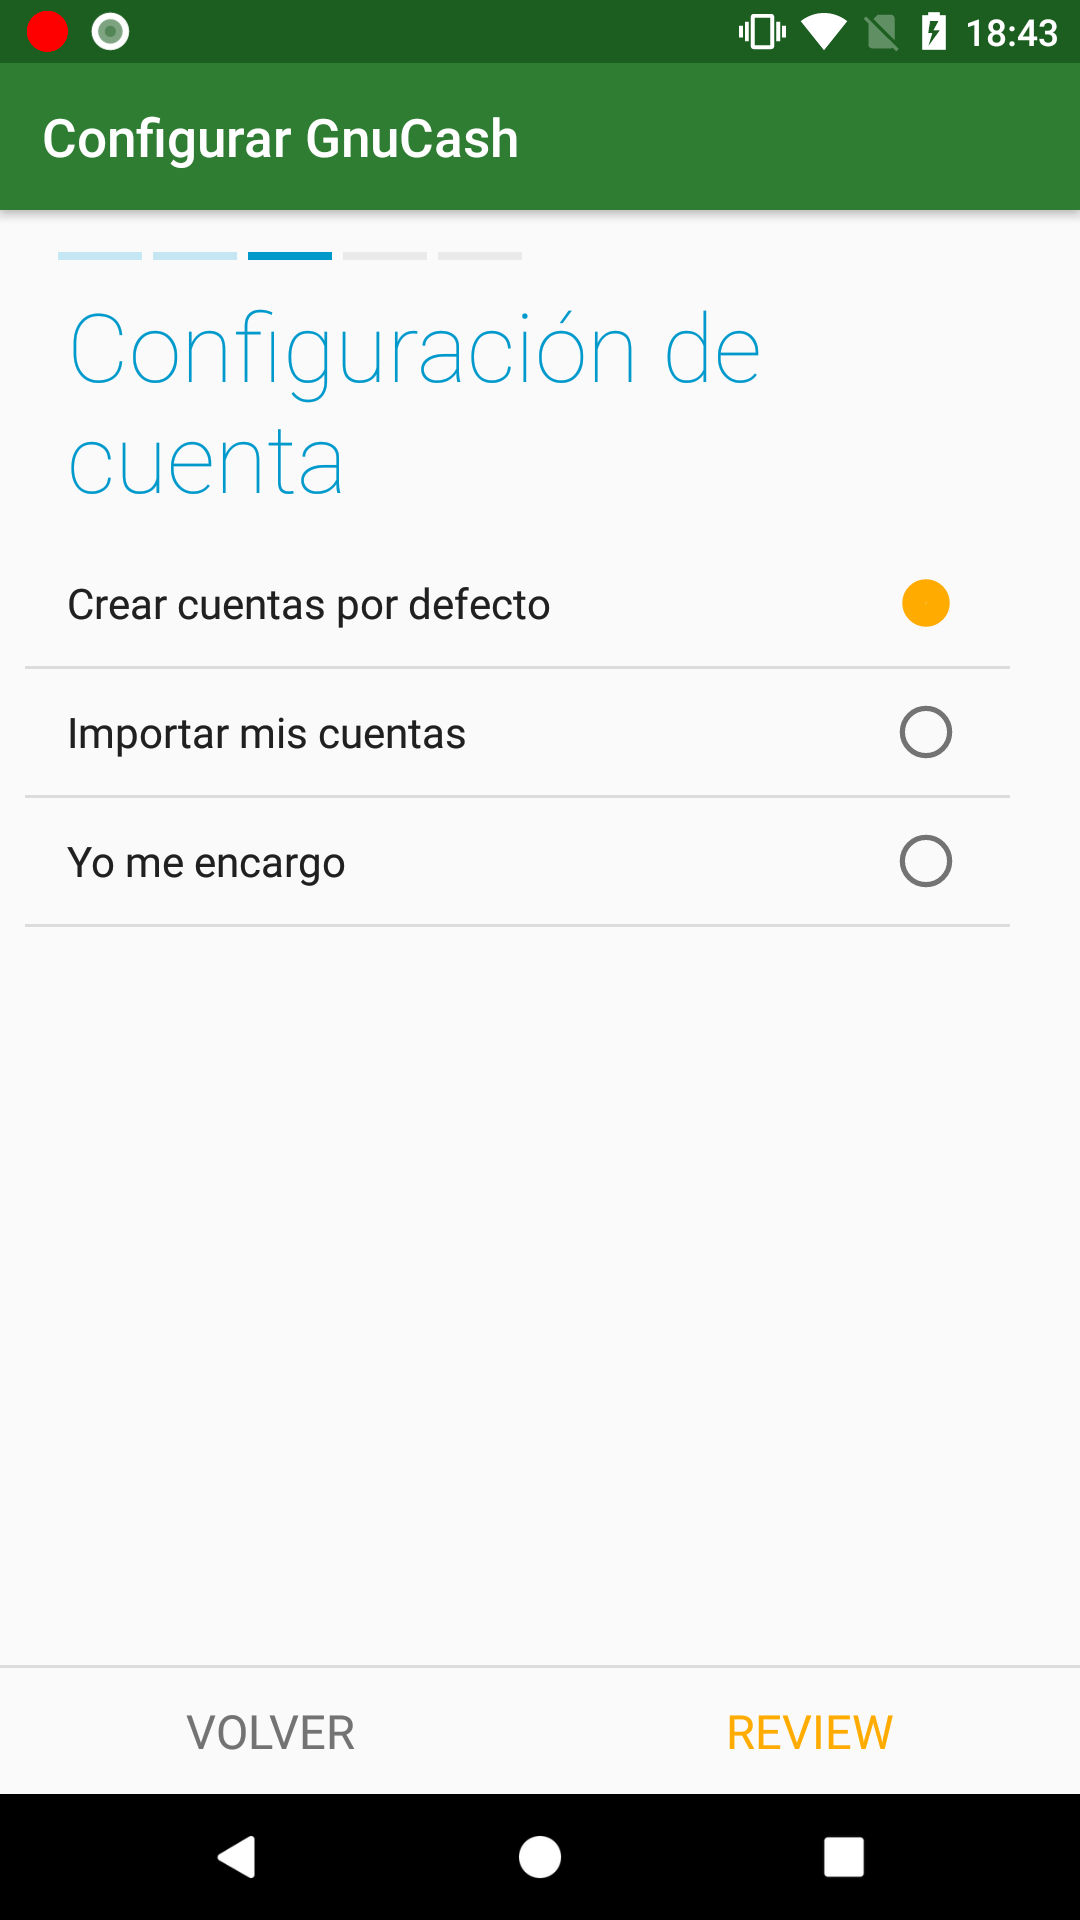 18:43
Configurar GnuCash
Configuración de
cuenta
Crear cuentas por defecto
Importar mis cuentas
Yo me encargo
VOLVER
REVIEW